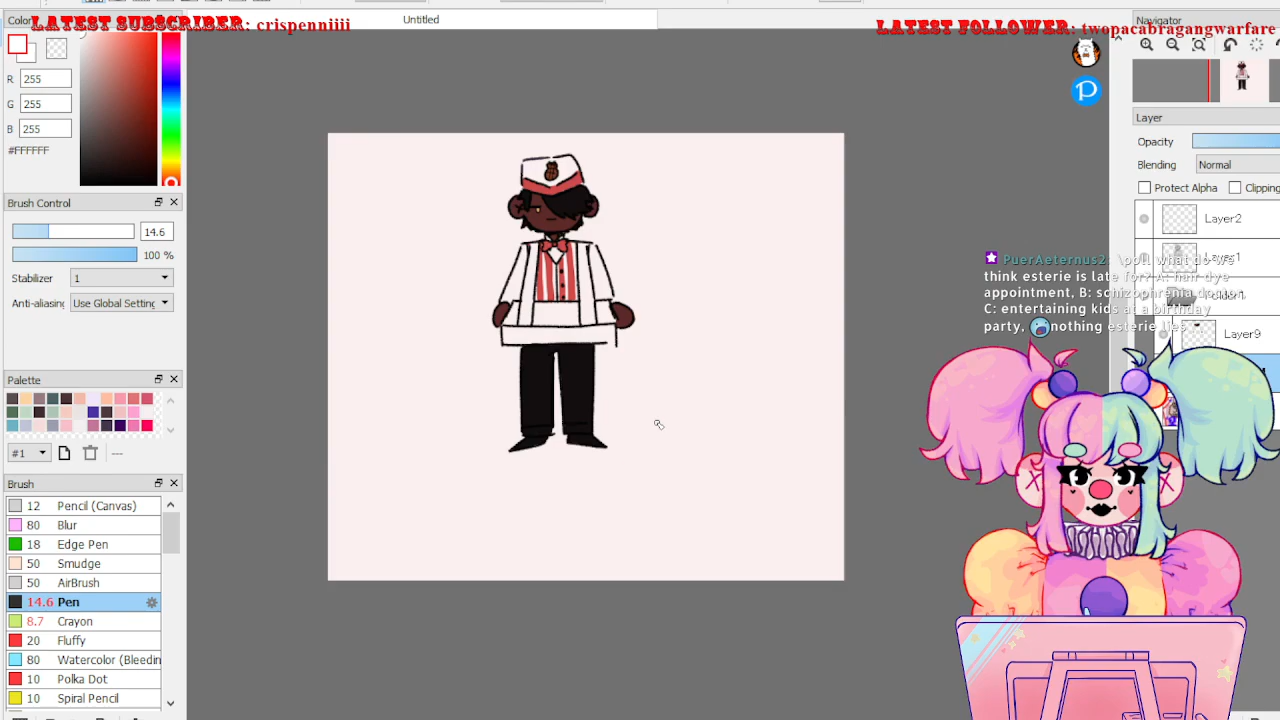 Color
LATEST SUBSCRIBER: crispenniiii
Untitled
LATEST FOLLOWER: twopacabragangwarfare
Navigator
R 255
G 255
B 255
#FFFFFF
Layer
Opacity
Blending Normal
Protect Alpha Clipping
Brush Control
14.6
100 %
Stabilizer 1
Anti-aliasing Use Global Setting
Layer2
PuerAeternus2: \poll what do we
think esterie is late for? A: hair dye
appointment, B: schizophrenia
C: entertaining kids at a birthday
party, nothing esterie lies
Layer9
Palette
#1
Brush
12 Pencil (Canvas)
80 Blur
18 Edge Pen
50 Smudge
50 AirBrush
14.6 Pen
8.7 Crayon
20 Fluffy
80 Watercolor (Bleedin
10 Polka Dot
10 Spiral Pencil